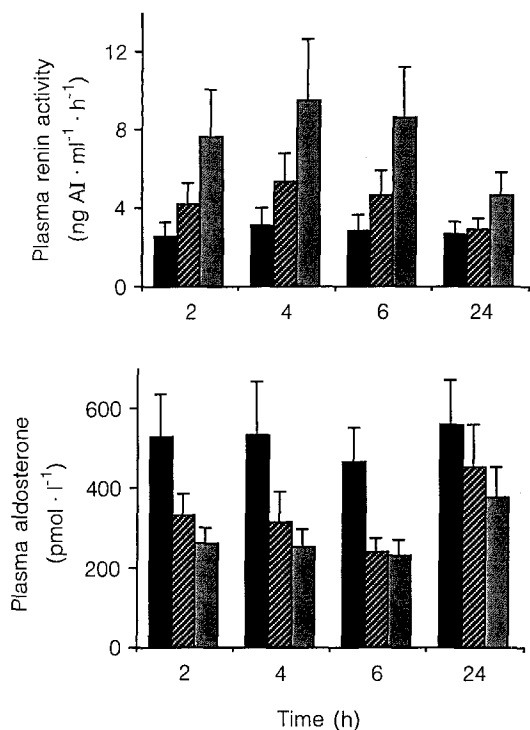 Plasma renin activity
(ng AI · ml⁻¹ · h⁻¹)
12
8
4
0
2 4 6 24
Plasma aldosterone
(pmol · l⁻¹)
600
400
200
0
2 4 6 24
Time (h)